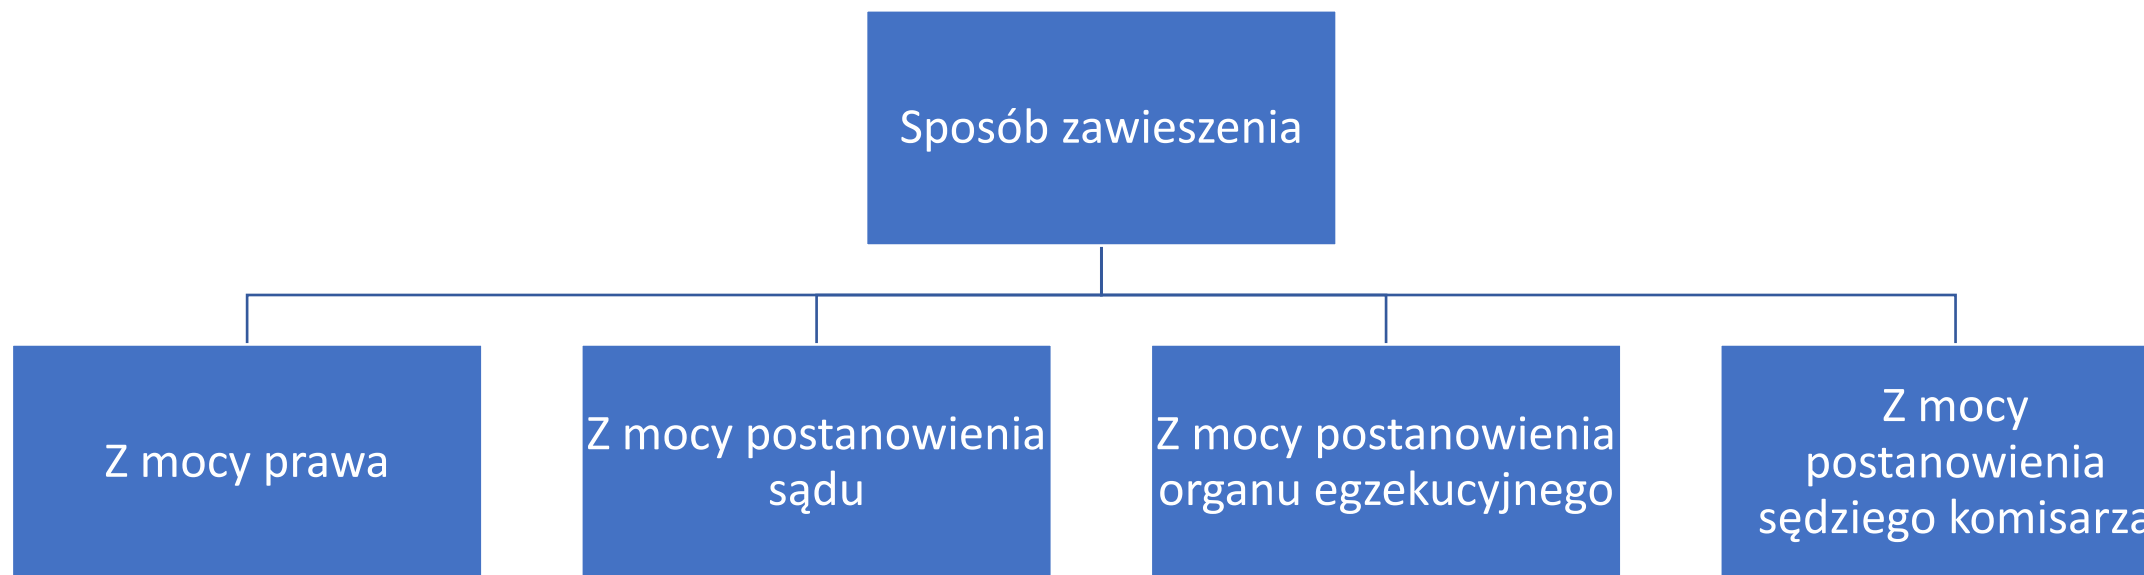 Sposób zawieszenia
Z mocy prawa
Z mocy postanowienia
sądu
Z mocy postanowienia
organu egzekucyjnego
Z mocy
postanowienia
sędziego komisarza